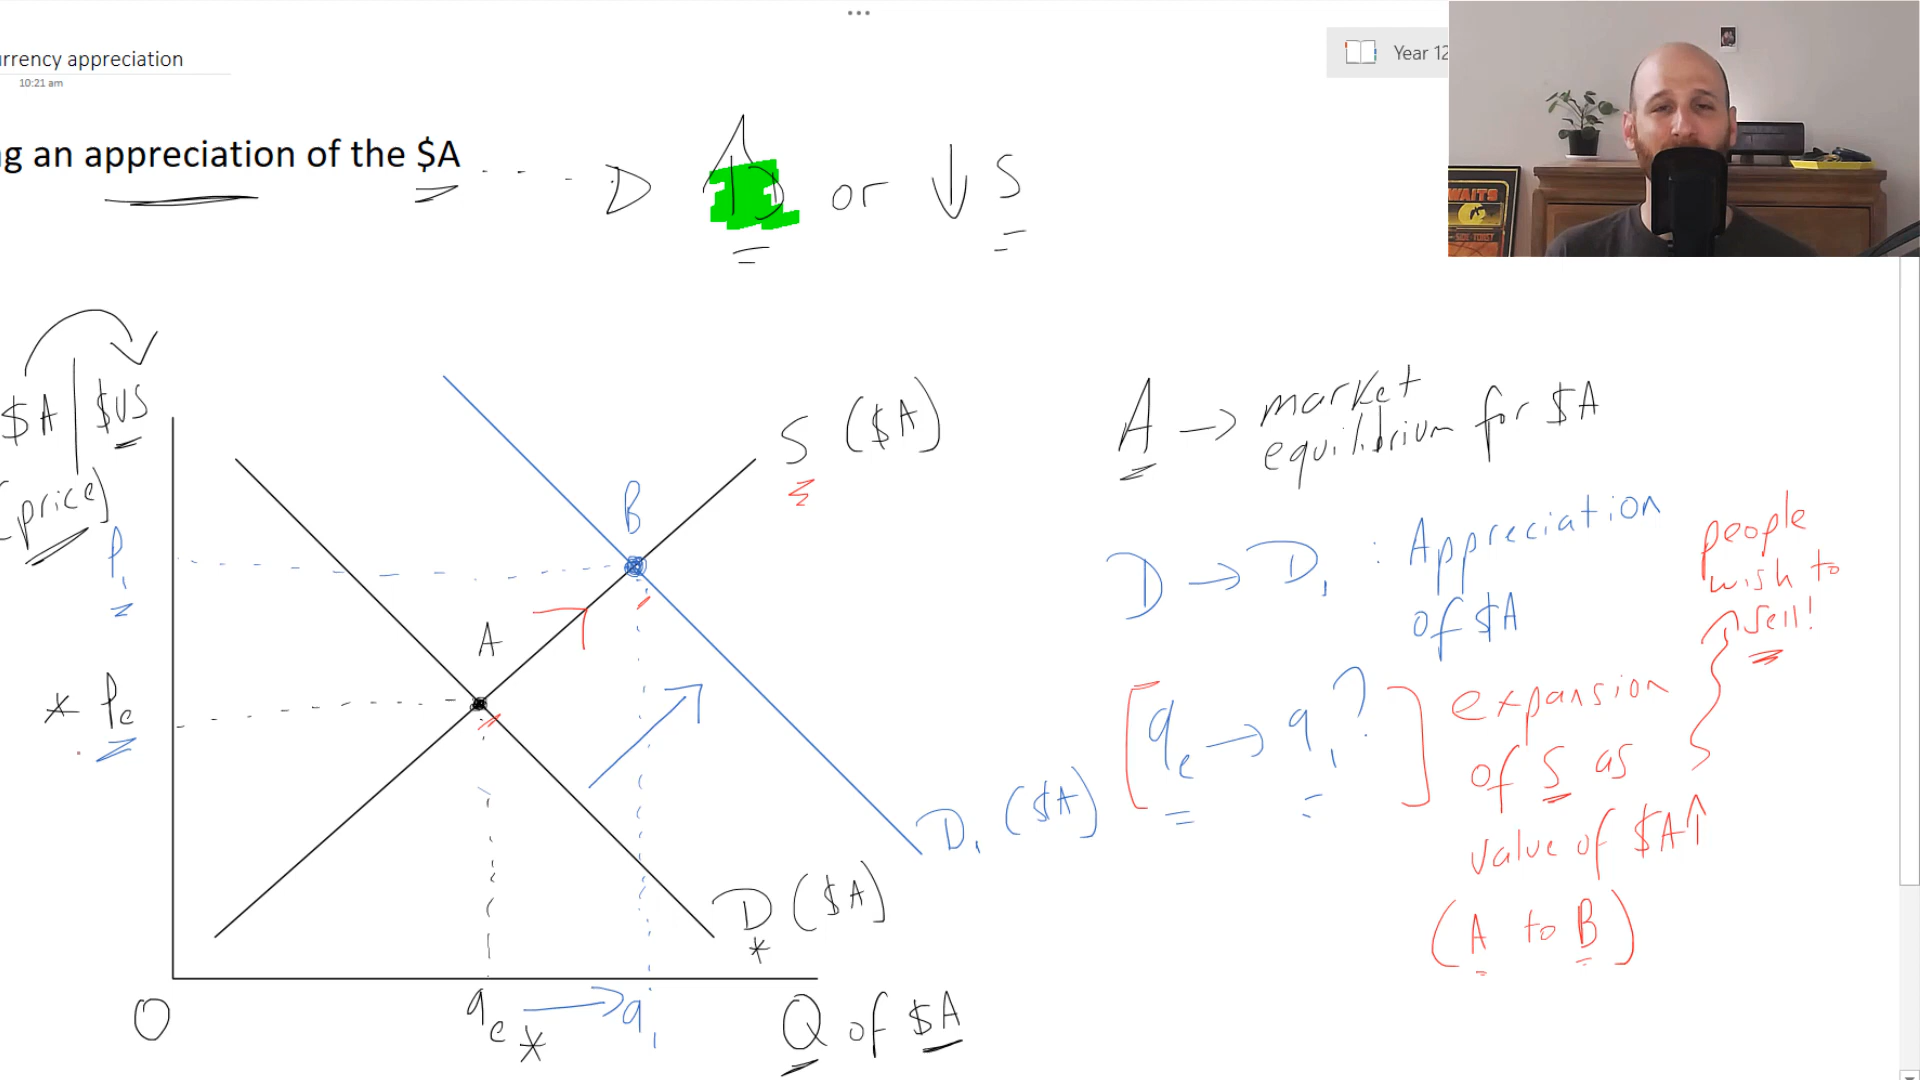 urrency appreciation
10:21 am
Year 12
g an appreciation of the $A
D
↑D or ↓ S
$A | $US
(price)
S ($A)
A → market
equilibrium for $A
B
P1
D → D1 : Appreciation
of $A
people
wish to
sell!
A
* Pe
[qe → q1?]
expansion
of S as
value of $A↑
(A to B)
D1 ($A)
D ($A)
*
O
qe* → q1
Q of $A